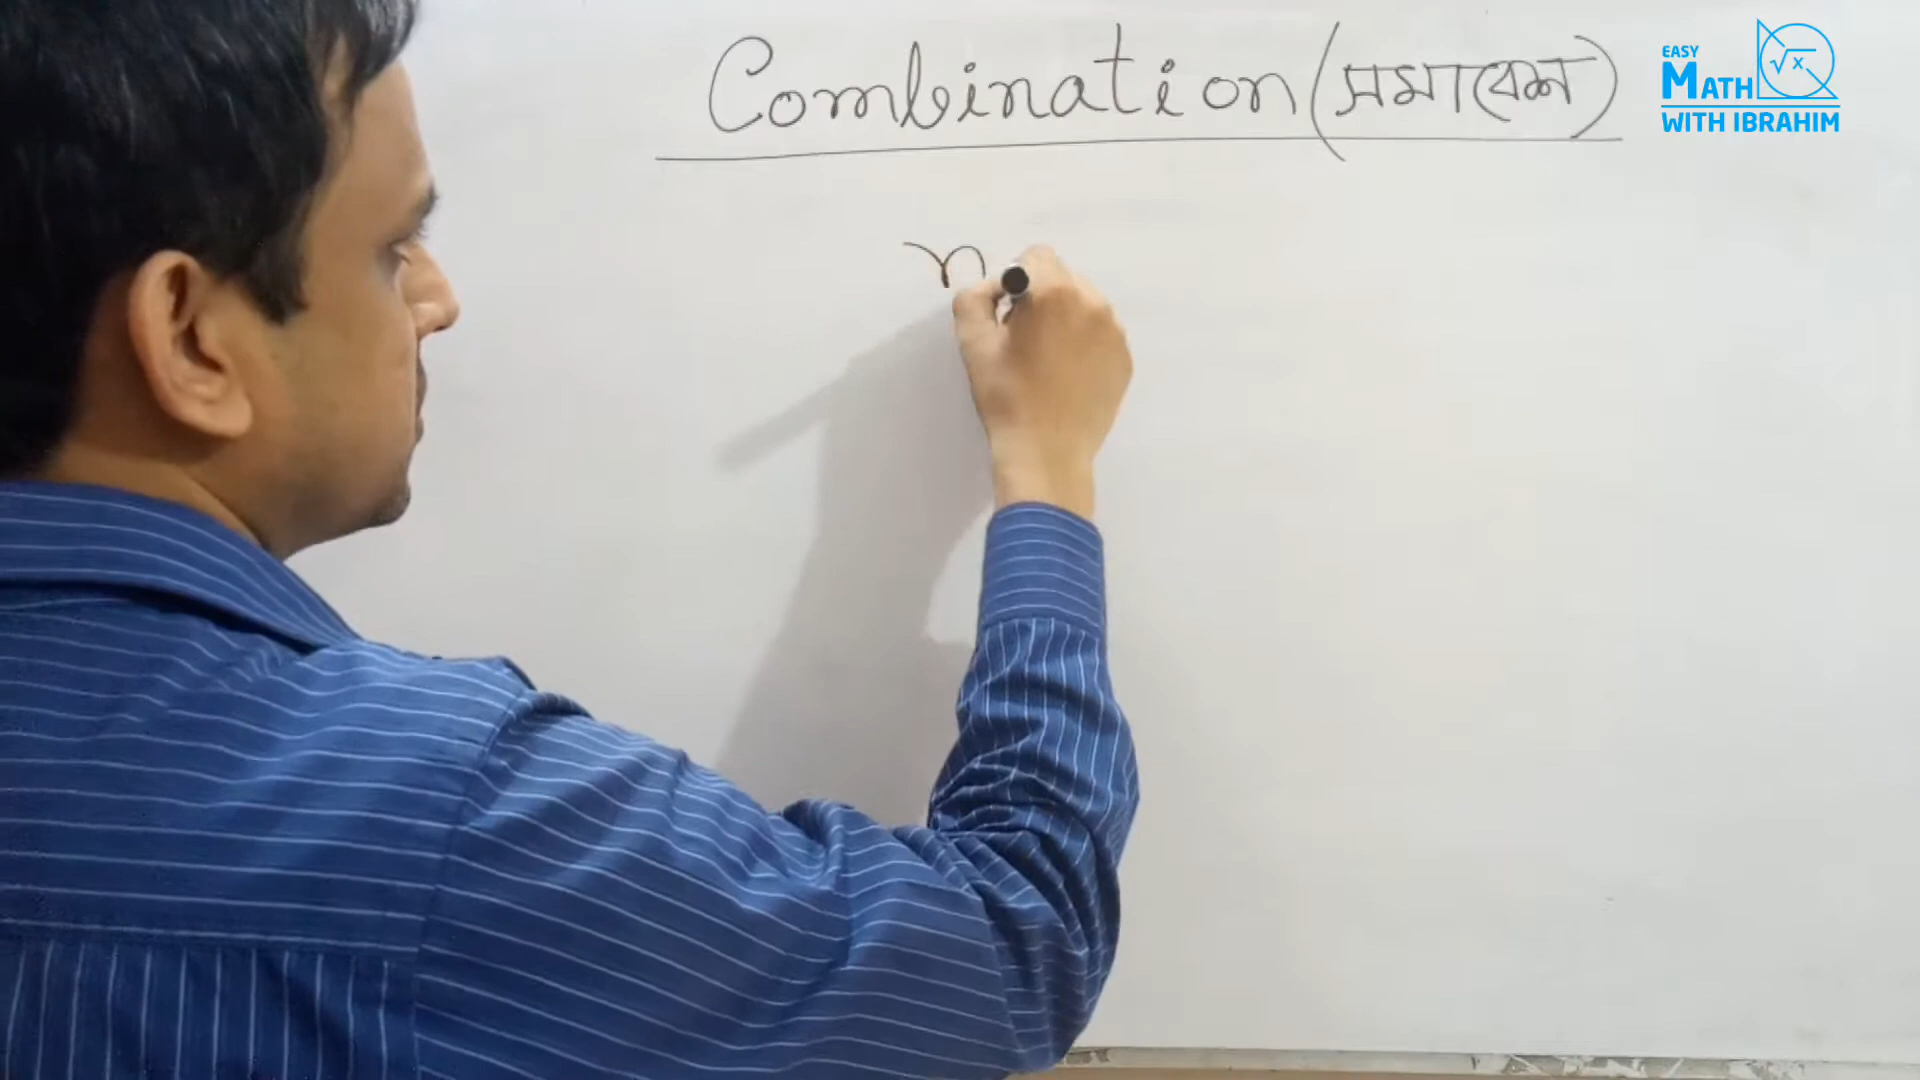 Combination (সমাবেশ)
EASY
MATH √x
WITH IBRAHIM
n